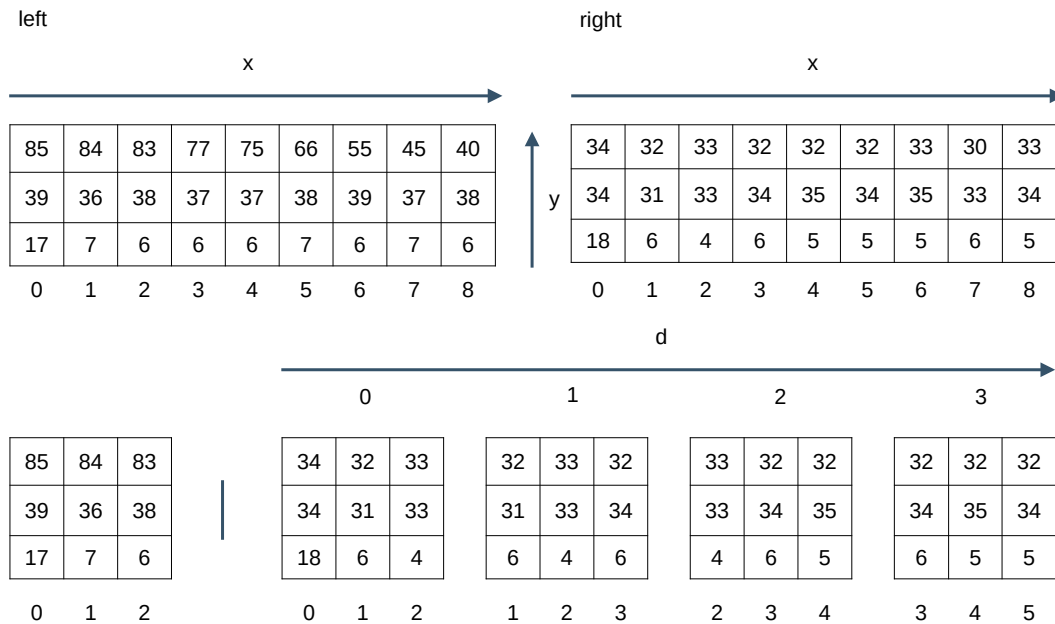 left right
x x
85 84 83 77 75 66 55 45 40 34 32 33 32 32 32 33 30 33
39 36 38 37 37 38 39 37 38 y 34 31 33 34 35 34 35 33 34
17 7 6 6 6 7 6 7 6 18 6 4 6 5 5 5 6 5
0 1 2 3 4 5 6 7 8 0 1 2 3 4 5 6 7 8
d
0 1 2 3
85 84 83 34 32 33 32 33 32 33 32 32 32 32 32
39 36 38 34 31 33 31 33 34 33 34 35 34 35 34
17 7 6 18 6 4 6 4 6 4 6 5 6 5 5
0 1 2 0 1 2 1 2 3 2 3 4 3 4 5